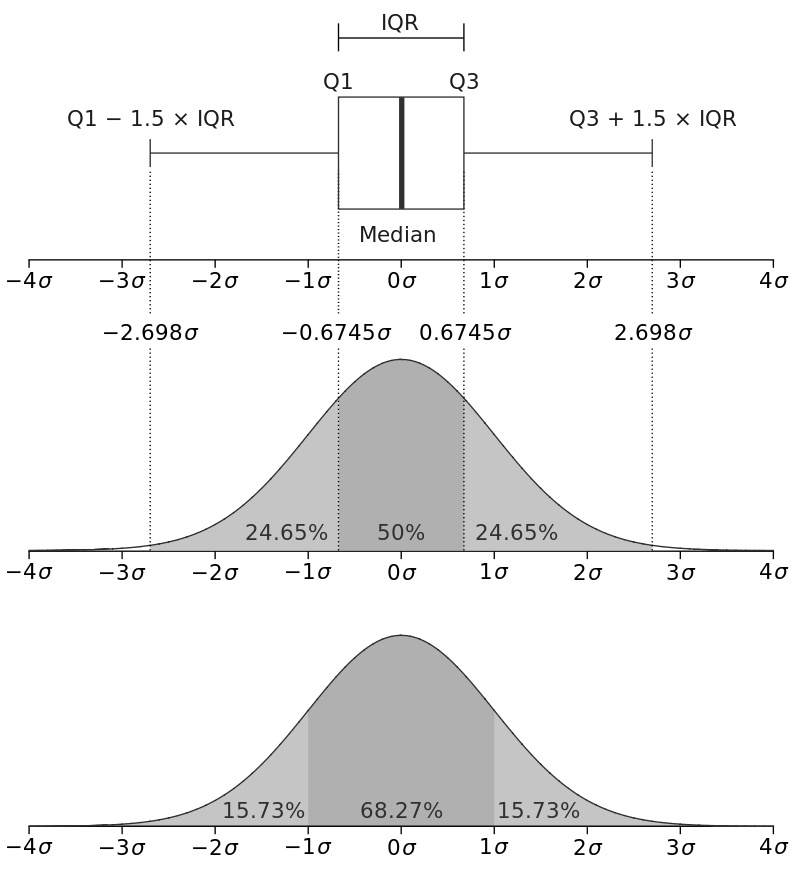 IQR
Q1 Q3
Q1 − 1.5 × IQR Q3 + 1.5 × IQR
Median
−4σ −3σ −2σ −1σ 0σ 1σ 2σ 3σ 4σ
−2.698σ −0.6745σ 0.6745σ 2.698σ
24.65% 50% 24.65%
−4σ −3σ −2σ −1σ 0σ 1σ 2σ 3σ 4σ
15.73% 68.27% 15.73%
−4σ −3σ −2σ −1σ 0σ 1σ 2σ 3σ 4σ